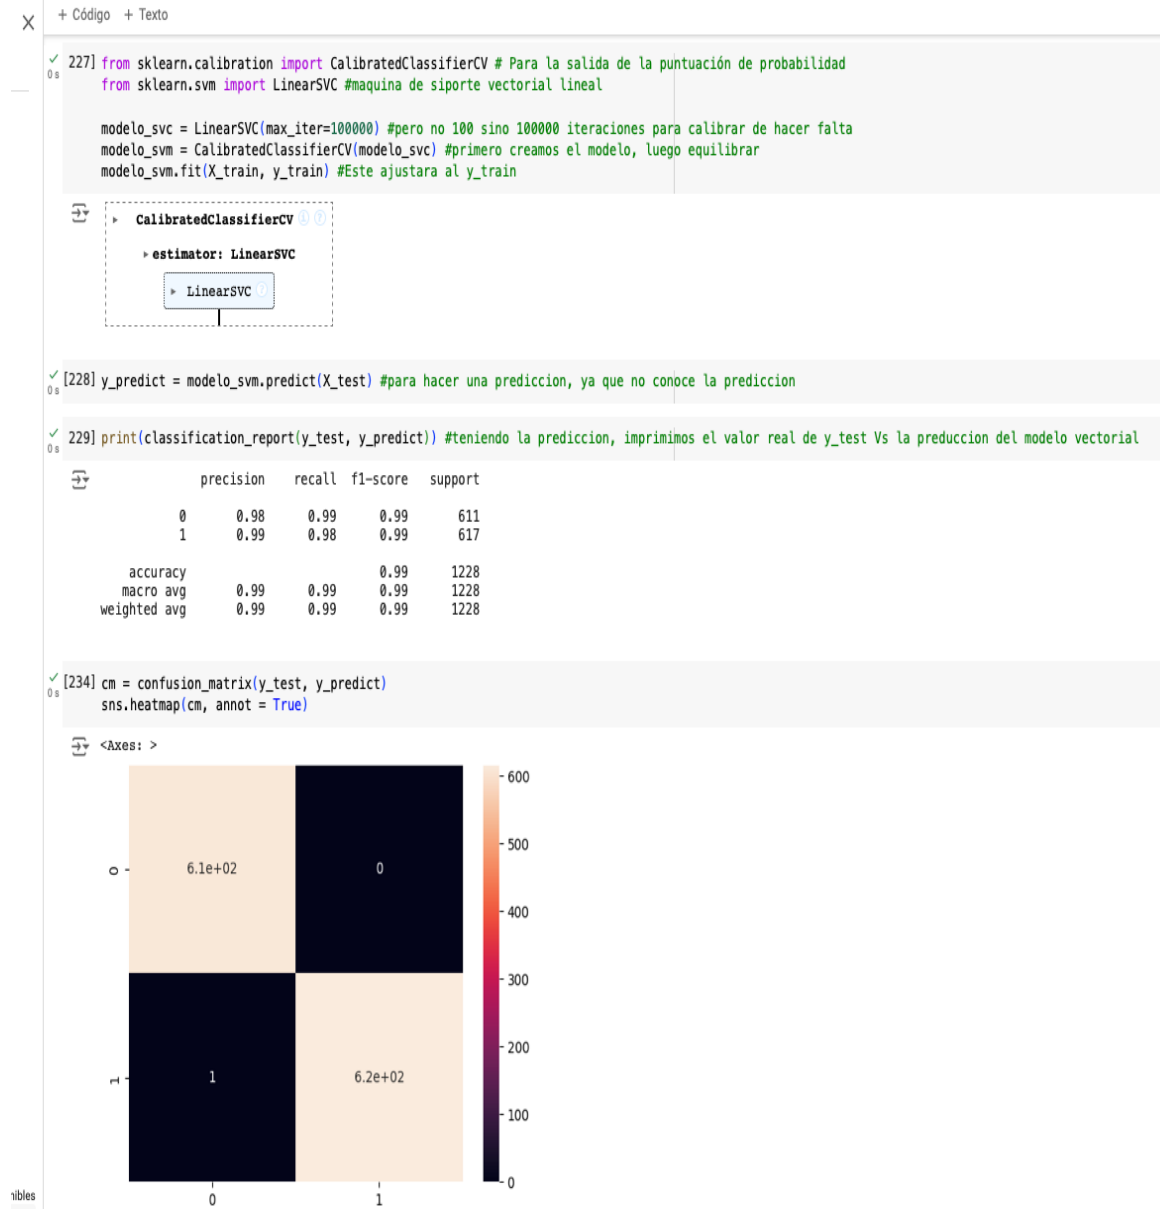 X
+ Código + Texto
0 s
227] from sklearn.calibration import CalibratedClassifierCV # Para la salida de la puntuación de probabilidad
from sklearn.svm import LinearSVC #maquina de siporte vectorial lineal
modelo_svc = LinearSVC(max_iter=100000) #pero no 100 sino 100000 iteraciones para calibrar de hacer falta
modelo_svm = CalibratedClassifierCV(modelo_svc) #primero creamos el modelo, luego equilibrar
modelo_svm.fit(X_train, y_train) #Este ajustara al y_train
CalibratedClassifierCV i ?
estimator: LinearSVC
LinearSVC ?
0 s
[228] y_predict = modelo_svm.predict(X_test) #para hacer una prediccion, ya que no conoce la prediccion
0 s
229] print(classification_report(y_test, y_predict)) #teniendo la prediccion, imprimimos el valor real de y_test Vs la preduccion del modelo vectorial
precision recall f1-score support
0 0.98 0.99 0.99 611
1 0.99 0.98 0.99 617
accuracy 0.99 1228
macro avg 0.99 0.99 0.99 1228
weighted avg 0.99 0.99 0.99 1228
0 s
[234] cm = confusion_matrix(y_test, y_predict)
sns.heatmap(cm, annot = True)
<Axes: >
600
500
400
300
200
100
0
0
6.1e+02 0
1
1 6.2e+02
0 1
nibles